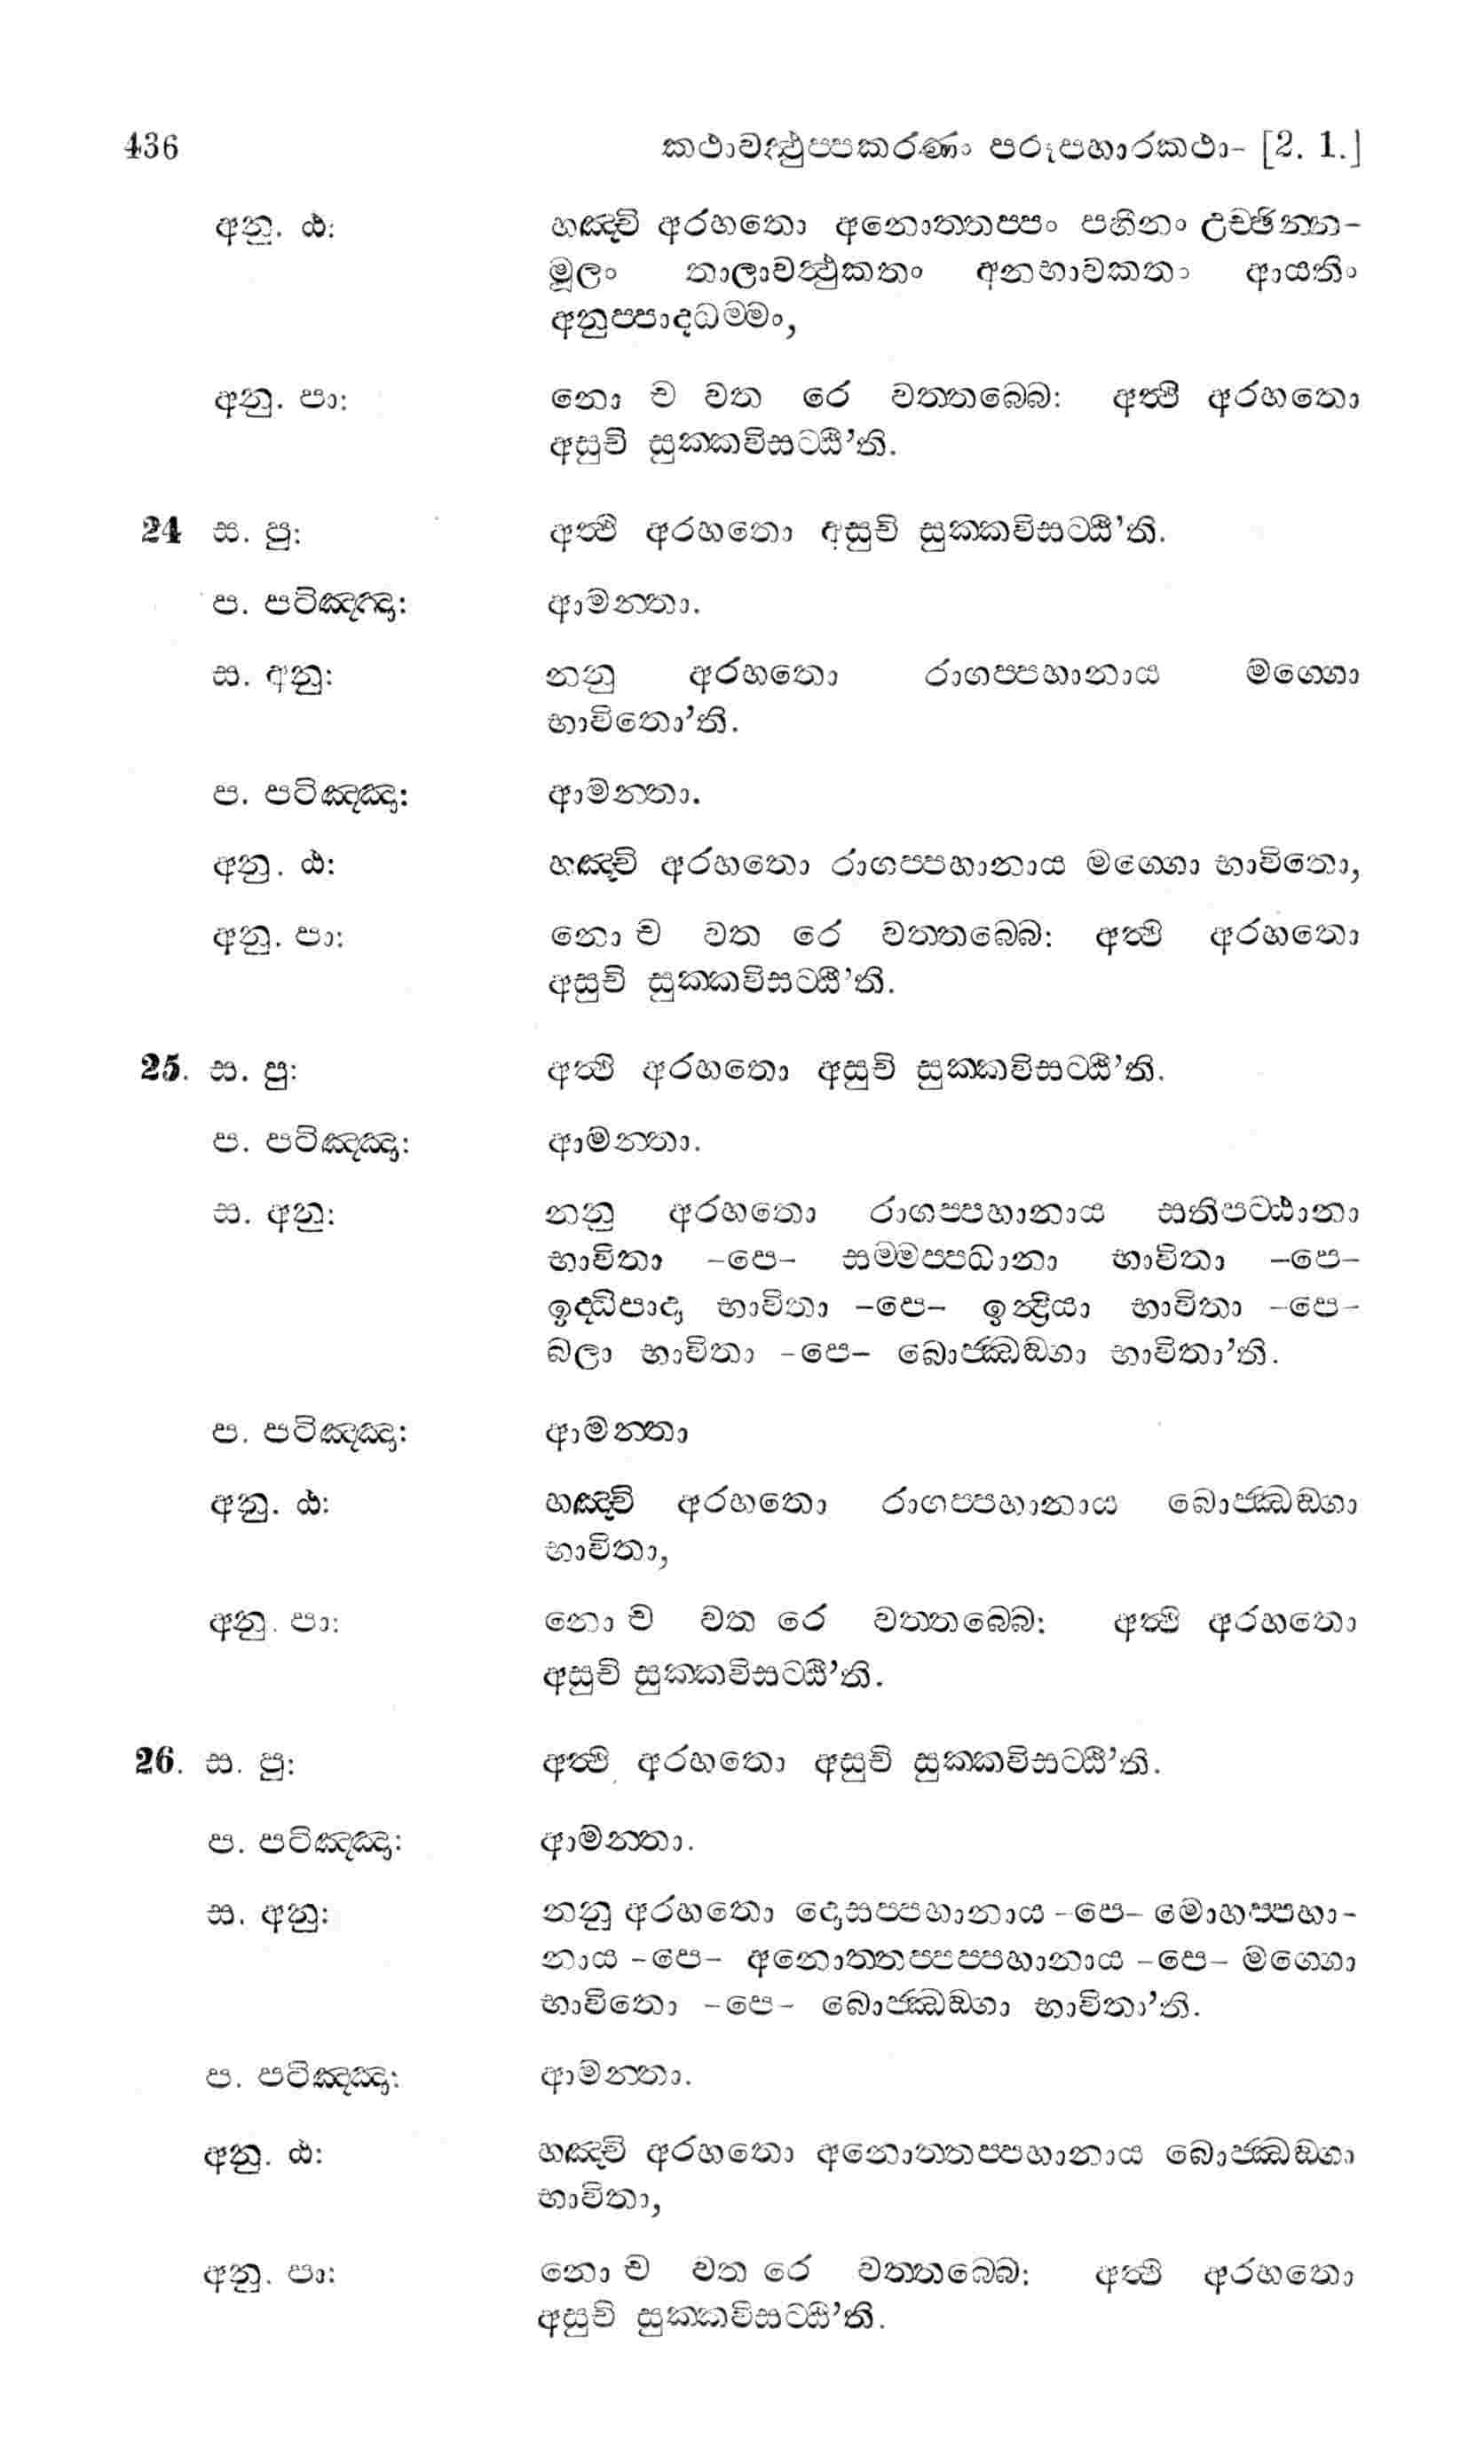 436 කථාවත්‍ථුප්පකරණං පරූපහාරකථා- [2. 1.]
අනු. ඨ: හඤ්චි අරහතො අනොත්තප්පං පහීනං උච්ඡින්න-
මූලං තාලාවත්‍ථුකතං අනභාවකතං ආයතිං
අනුප්පාදධම්මං,
අනු. පා: නො ච වත රෙ වත්තබ්බෙ: අත්‍ථි අරහතො
අසුචි සුක්කවිසට්ඨී’ති.
24 ස. පු: අත්‍ථි අරහතො අසුචි සුක්කවිසට්ඨී’ති.
ප. පටිඤ්ඤා: ආමන්තා.
ස. අනු: නනු අරහතො රාගප්පහානාය මග්ගො
භාවිතො’ති.
ප. පටිඤ්ඤා: ආමන්තා.
අනු. ඨ: හඤ්චි අරහතො රාගප්පහානාය මග්ගො භාවිතො,
අනු. පා: නො ච වත රෙ වත්තබ්බෙ: අත්‍ථි අරහතො
අසුචි සුක්කවිසට්ඨී’ති.
25. ස. පු: අත්‍ථි අරහතො අසුචි සුක්කවිසට්ඨී’ති.
ප. පටිඤ්ඤා: ආමන්තා.
ස. අනු: නනු අරහතො රාගප්පහානාය සතිපට්ඨානා
භාවිතා -පෙ- සම්මප්පධානා භාවිතා -පෙ-
ඉද්ධිපාදා භාවිතා -පෙ- ඉන්‍ද්‍රියා භාවිතා -පෙ-
බලා භාවිතා -පෙ- බොජ්ඣඞ්ගා භාවිතා’ති.
ප. පටිඤ්ඤා: ආමන්තා
අනු. ඨ: හඤ්චි අරහතො රාගප්පහානාය බොජ්ඣඞ්ගා
භාවිතා,
අනු. පා: නො ච වත රෙ වත්තබ්බෙ: අත්‍ථි අරහතො
අසුචි සුක්කවිසට්ඨී’ති.
26. ස. පු: අත්‍ථි අරහතො අසුචි සුක්කවිසට්ඨී’ති.
ප. පටිඤ්ඤා: ආමන්තා.
ස. අනු: නනු අරහතො දොසප්පහානාය -පෙ- මොහප්පහා-
නාය -පෙ- අනොත්තප්පප්පහානාය -පෙ- මග්ගො
භාවිතො -පෙ- බොජ්ඣඞ්ගා භාවිතා’ති.
ප. පටිඤ්ඤා: ආමන්තා.
අනු. ඨ: හඤ්චි අරහතො අනොත්තප්පහානාය බොජ්ඣඞ්ගා
භාවිතා,
අනු. පා: නො ච වත රෙ වත්තබ්බෙ: අත්‍ථි අරහතො
අසුචි සුක්කවිසට්ඨී’ති.